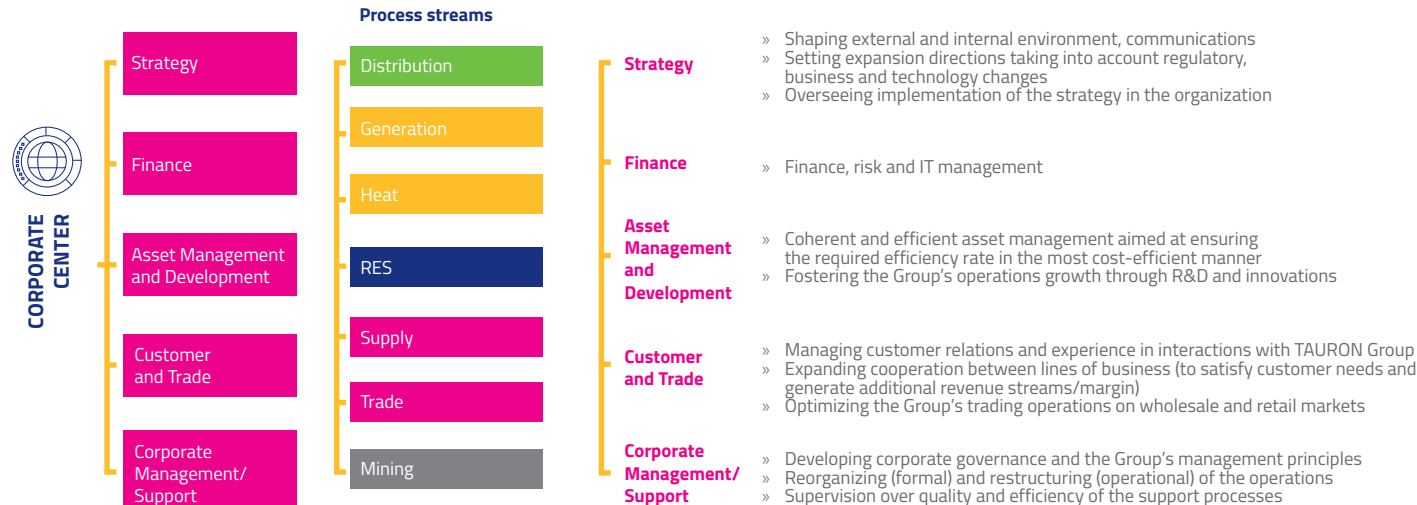 Process streams
CORPORATE
CENTER
Strategy
Finance
Asset Management
and Development
Customer
and Trade
Corporate
Management/
Support
Distribution
Generation
Heat
RES
Supply
Trade
Mining
Strategy
» Shaping external and internal environment, communications
» Setting expansion directions taking into account regulatory,
business and technology changes
» Overseeing implementation of the strategy in the organization
Finance
» Finance, risk and IT management
Asset
Management
and
Development
» Coherent and efficient asset management aimed at ensuring
the required efficiency rate in the most cost-efficient manner
» Fostering the Group's operations growth through R&D and innovations
Customer
and Trade
» Managing customer relations and experience in interactions with TAURON Group
» Expanding cooperation between lines of business (to satisfy customer needs and
generate additional revenue streams/margin)
» Optimizing the Group's trading operations on wholesale and retail markets
Corporate
Management/
Support
» Developing corporate governance and the Group's management principles
» Reorganizing (formal) and restructuring (operational) of the operations
» Supervision over quality and efficiency of the support processes